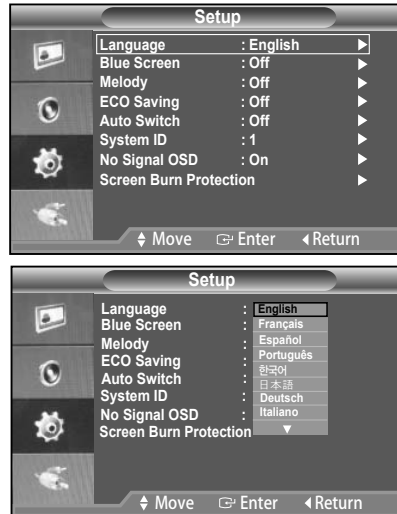 Setup
Language : English ▶
Blue Screen : Off ▶
Melody : Off ▶
ECO Saving : Off ▶
Auto Switch : Off ▶
System ID : 1 ▶
No Signal OSD : On ▶
Screen Burn Protection ▶
Move Enter Return
Setup
Language : English
Blue Screen : Français
Melody : Español
ECO Saving : Português
Auto Switch : 한국어
System ID : 日本語
No Signal OSD : Deutsch
Screen Burn Protection Italiano
▼
Move Enter Return